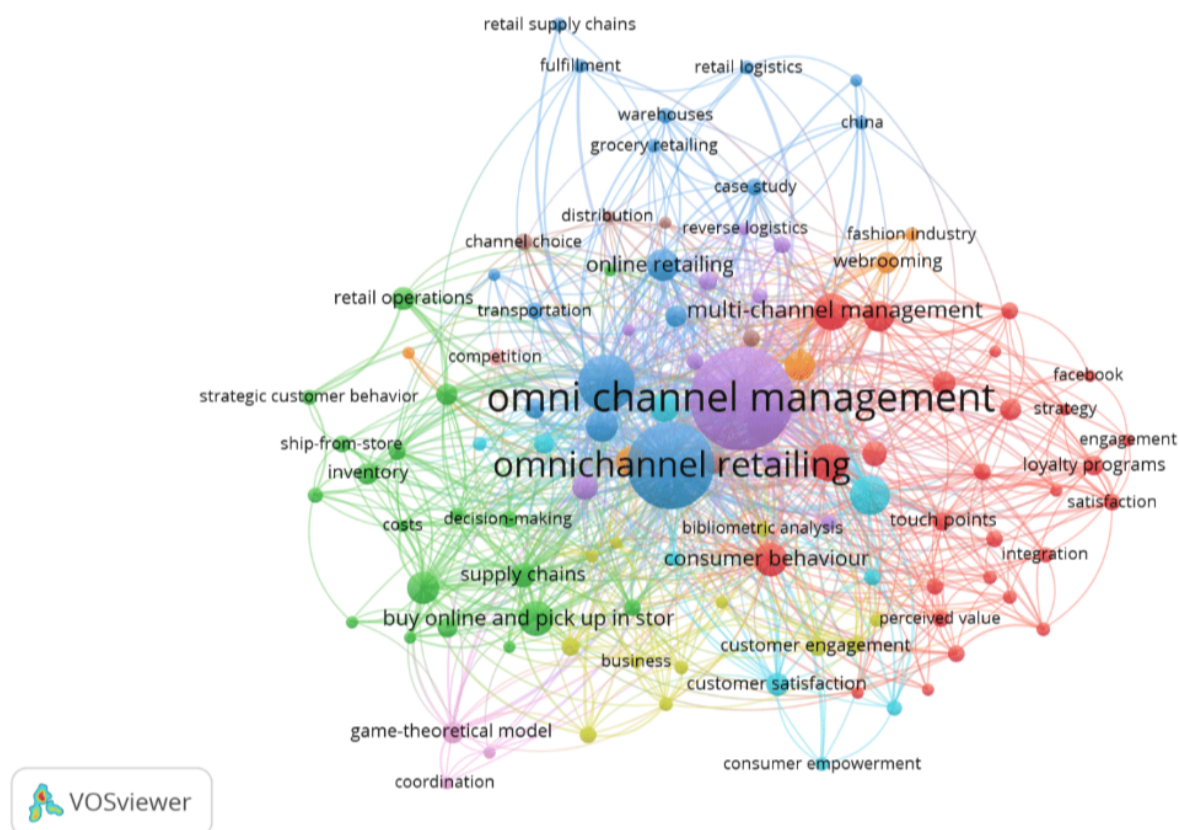 retail supply chains
fulfillment
retail logistics
warehouses
china
grocery retailing
case study
distribution
reverse logistics
fashion industry
channel choice
online retailing
webrooming
retail operations
transportation
multi-channel management
competition
facebook
strategic customer behavior
omni channel management
strategy
ship-from-store
engagement
inventory
omnichannel retailing
loyalty programs
satisfaction
costs
decision-making
bibliometric analysis
touch points
consumer behaviour
integration
supply chains
buy online and pick up in stor
perceived value
customer engagement
business
customer satisfaction
game-theoretical model
consumer empowerment
coordination
VOSviewer